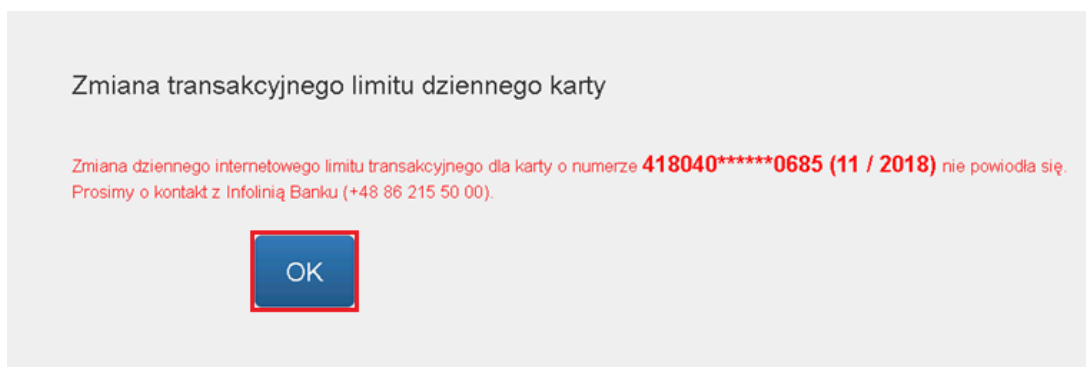 Zmiana transakcyjnego limitu dziennego karty
Zmiana dziennego internetowego limitu transakcyjnego dla karty o numerze 418040******0685 (11 / 2018) nie powiodła się.
Prosimy o kontakt z Infolinią Banku (+48 86 215 50 00).
OK